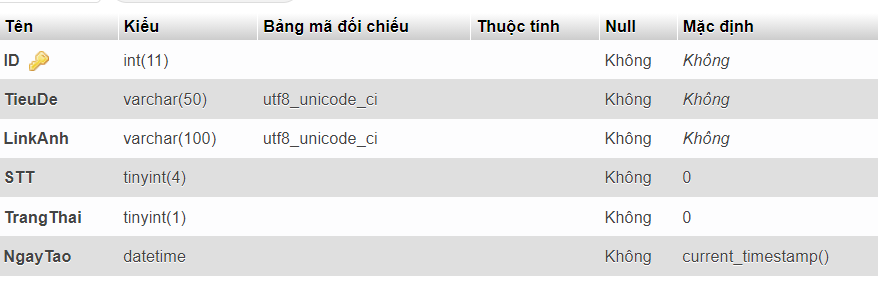 Tên Kiểu Bảng mã đối chiếu Thuộc tính Null Mặc định
ID int(11) Không Không
TieuDe varchar(50) utf8_unicode_ci Không Không
LinkAnh varchar(100) utf8_unicode_ci Không Không
STT tinyint(4) Không 0
TrangThai tinyint(1) Không 0
NgayTao datetime Không current_timestamp()